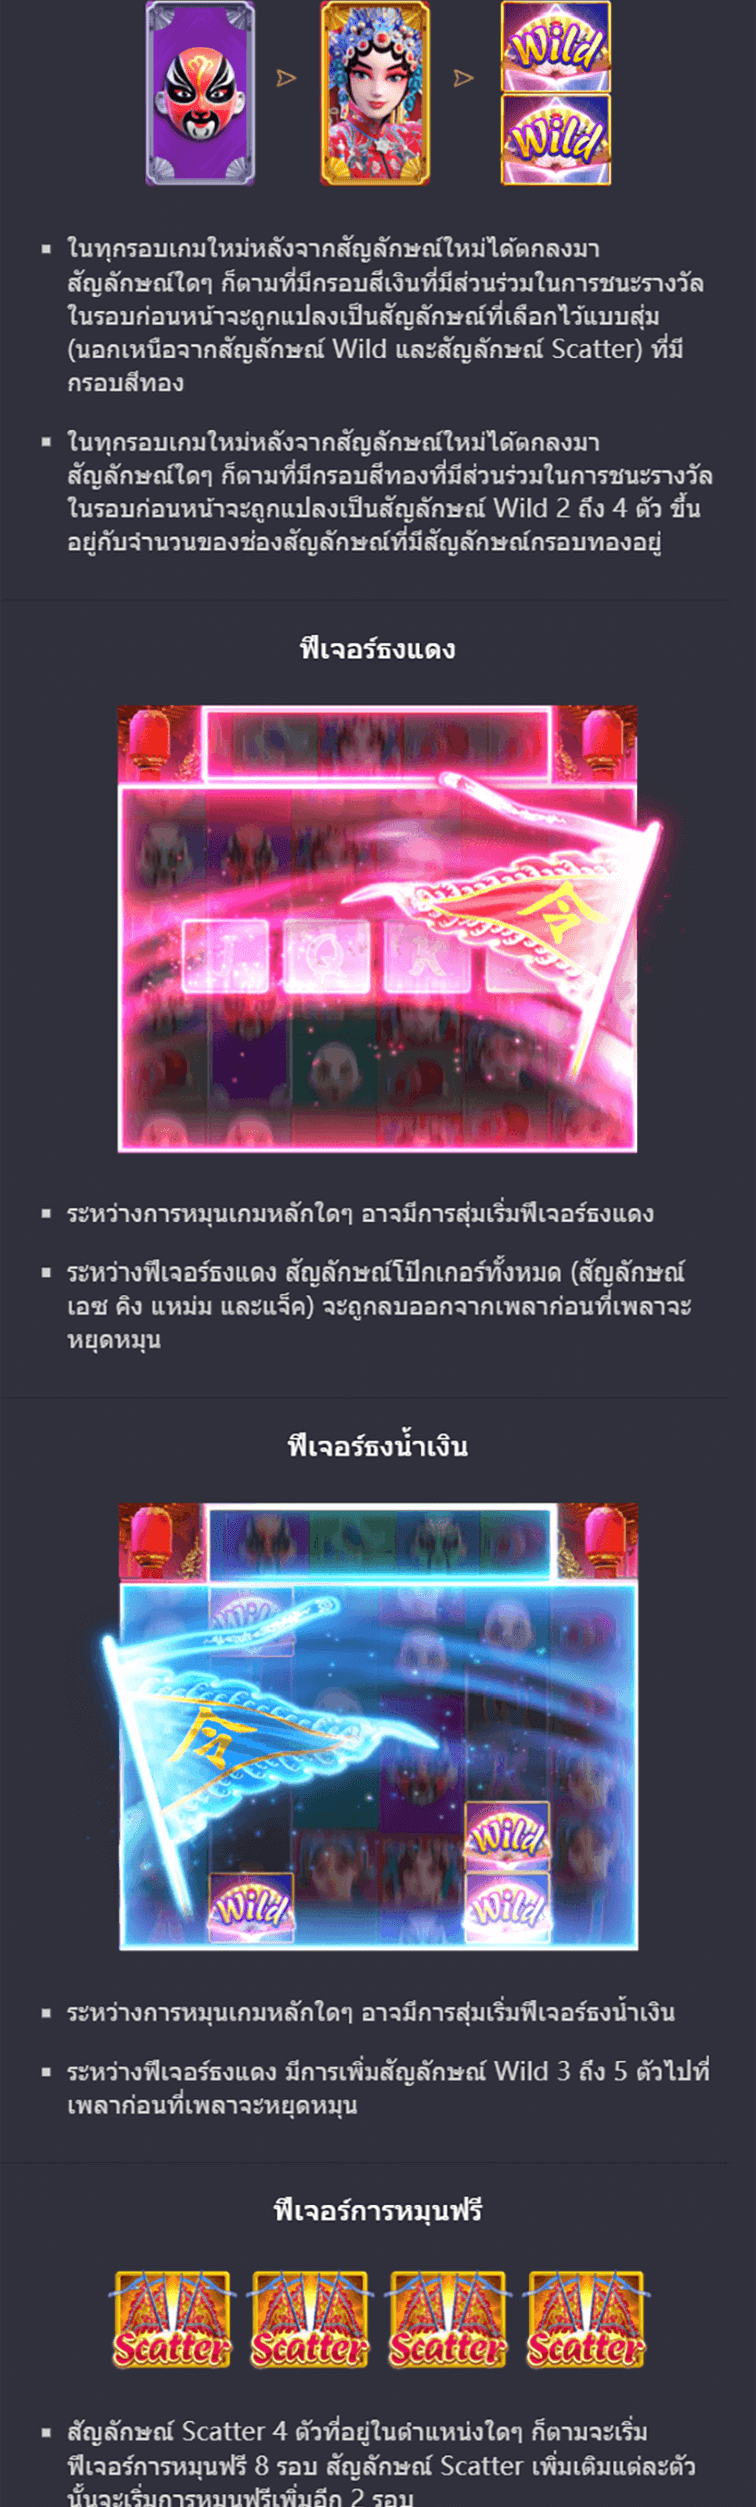 Wild
Wild
ในทุกรอบเกมใหม่หลังจากสัญลักษณ์ใหม่ได้ตกลงมา
สัญลักษณ์ใดๆ ก็ตามที่มีกรอบสีเงินที่มีส่วนร่วมในการชนะรางวัล
ในรอบก่อนหน้าจะถูกแปลงเป็นสัญลักษณ์ที่เลือกไว้แบบสุ่ม
(นอกเหนือจากสัญลักษณ์ Wild และสัญลักษณ์ Scatter) ที่มี
กรอบสีทอง
ในทุกรอบเกมใหม่หลังจากสัญลักษณ์ใหม่ได้ตกลงมา
สัญลักษณ์ใดๆ ก็ตามที่มีกรอบสีทองที่มีส่วนร่วมในการชนะรางวัล
ในรอบก่อนหน้าจะถูกแปลงเป็นสัญลักษณ์ Wild 2 ถึง 4 ตัว ขึ้น
อยู่กับจำนวนของช่องสัญลักษณ์ที่มีสัญลักษณ์กรอบทองอยู่
ฟีเจอร์ธงแดง
令
J Q K
ระหว่างการหมุนเกมหลักใดๆ อาจมีการสุ่มเริ่มฟีเจอร์ธงแดง
ระหว่างฟีเจอร์ธงแดง สัญลักษณ์โป๊กเกอร์ทั้งหมด (สัญลักษณ์
เอซ คิง แหม่ม และแจ็ค) จะถูกลบออกจากเพลาก่อนที่เพลาจะ
หยุดหมุน
ฟีเจอร์ธงน้ำเงิน
Wild
令
Wild
Wild
Wild
ระหว่างการหมุนเกมหลักใดๆ อาจมีการสุ่มเริ่มฟีเจอร์ธงน้ำเงิน
ระหว่างฟีเจอร์ธงแดง มีการเพิ่มสัญลักษณ์ Wild 3 ถึง 5 ตัวไปที่
เพลาก่อนที่เพลาจะหยุดหมุน
ฟีเจอร์การหมุนฟรี
Scatter Scatter Scatter Scatter
สัญลักษณ์ Scatter 4 ตัวที่อยู่ในตำแหน่งใดๆ ก็ตามจะเริ่ม
ฟีเจอร์การหมุนฟรี 8 รอบ สัญลักษณ์ Scatter เพิ่มเติมแต่ละตัว
นั้นจะเริ่มการหมุนฟรีเพิ่มอีก 2 รอบ